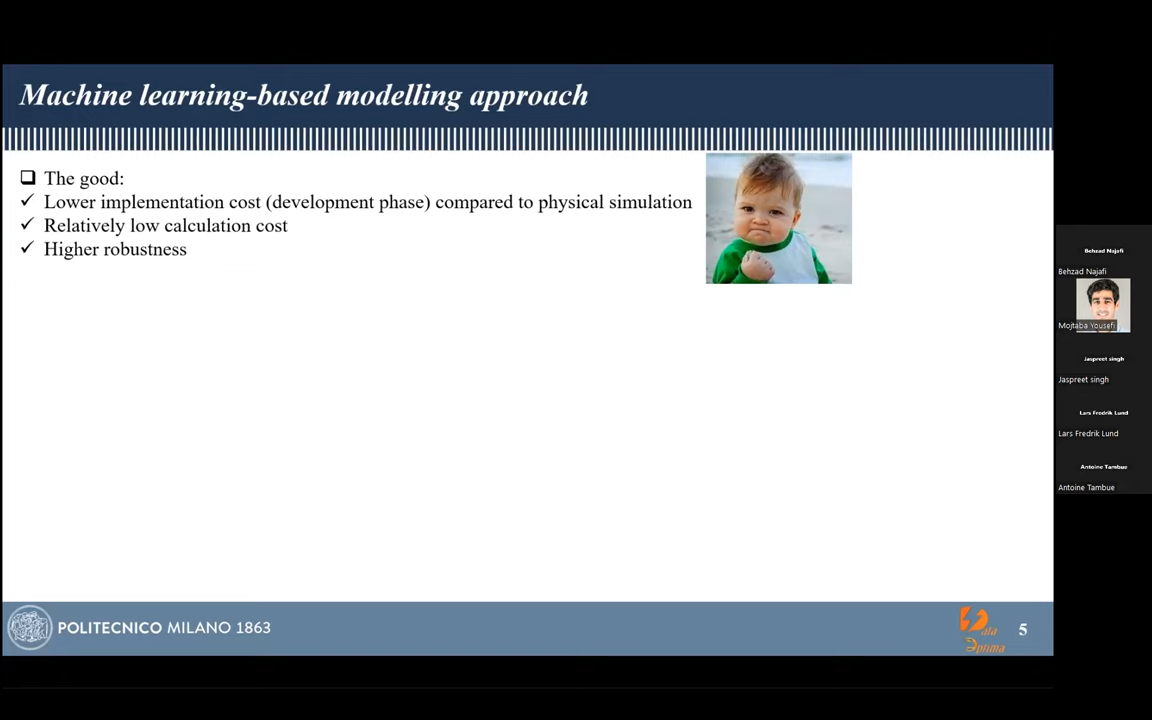 Machine learning-based modelling approach
The good:
Lower implementation cost (development phase) compared to physical simulation
Relatively low calculation cost
Higher robustness
Behzad Najafi
Behzad Najafi
Mojtaba Yousefi
Jaspreet singh
Jaspreet singh
Lars Fredrik Lund
Lars Fredrik Lund
Antoine Tambue
Antoine Tambue
POLITECNICO MILANO 1863
5